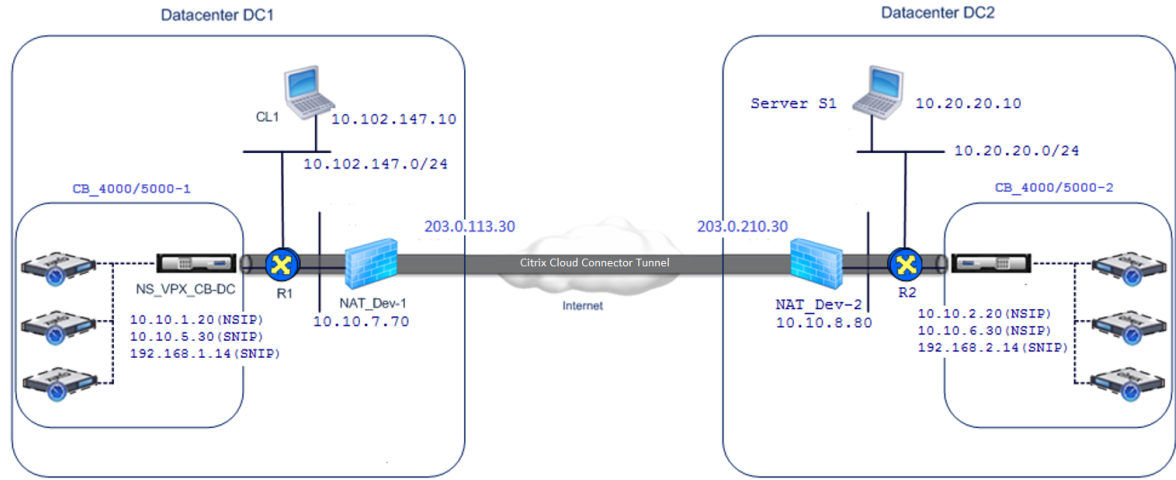 Datacenter DC1
Datacenter DC2
CL1
10.102.147.10
10.102.147.0/24
Server S1
10.20.20.10
10.20.20.0/24
CB_4000/5000-1
CB_4000/5000-2
203.0.113.30
203.0.210.30
Citrix Cloud Connector Tunnel
Internet
NS_VPX_CB-DC
R1
NAT_Dev-1
10.10.7.70
NAT_Dev-2
10.10.8.80
R2
10.10.1.20(NSIP)
10.10.5.30(SNIP)
192.168.1.14(SNIP)
10.10.2.20(NSIP)
10.10.6.30(NSIP)
192.168.2.14(SNIP)